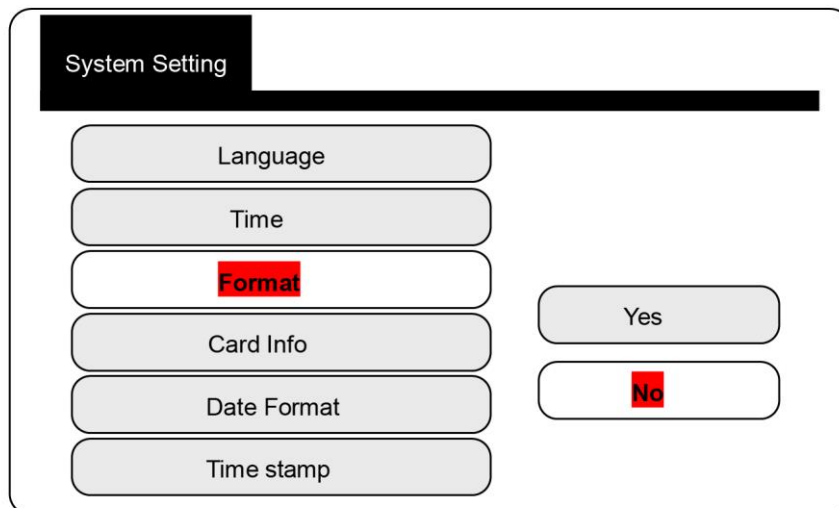 System Setting
Language
Time
Format
Card Info
Date Format
Time stamp
Yes
No